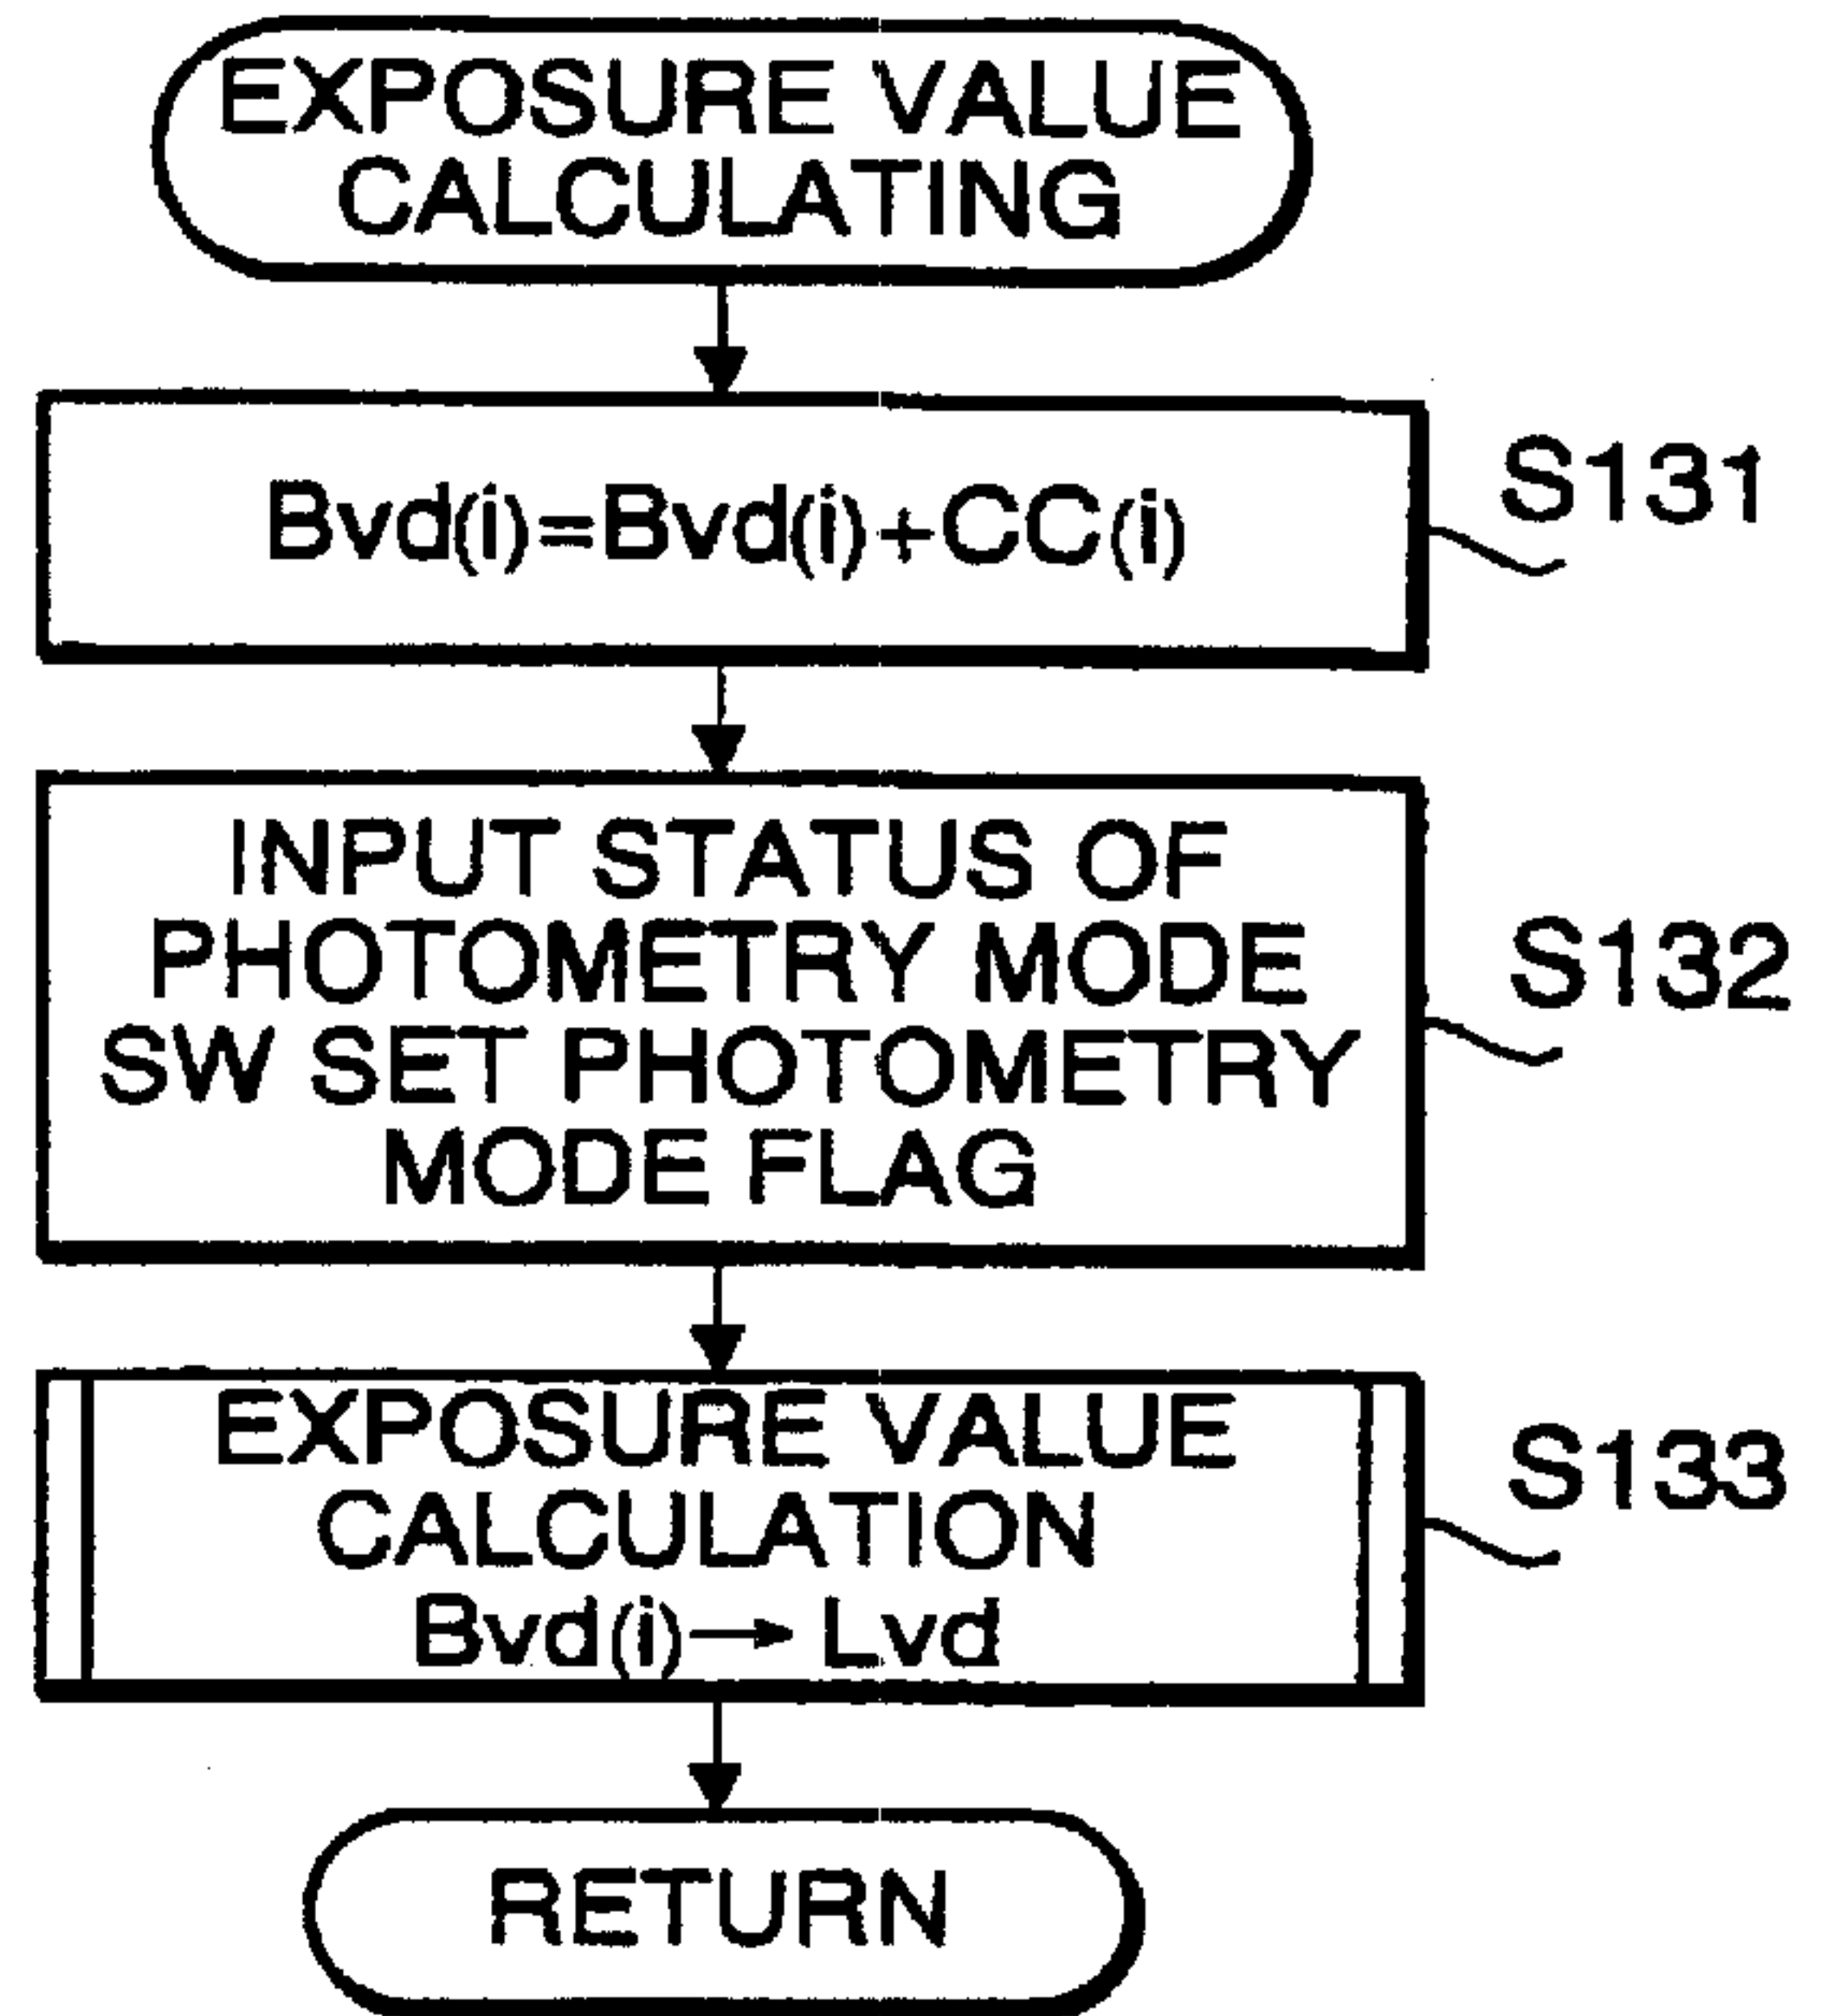 EXPOSURE VALUE
CALCULATING
Bvd(i)=Bvd(i)+CC(i)
S131
INPUT STATUS OF
PHOTOMETRY MODE
SW SET PHOTOMETRY
MODE FLAG
S132
EXPOSURE VALUE
CALCULATION
Bvd(i)→ Lvd
S133
RETURN